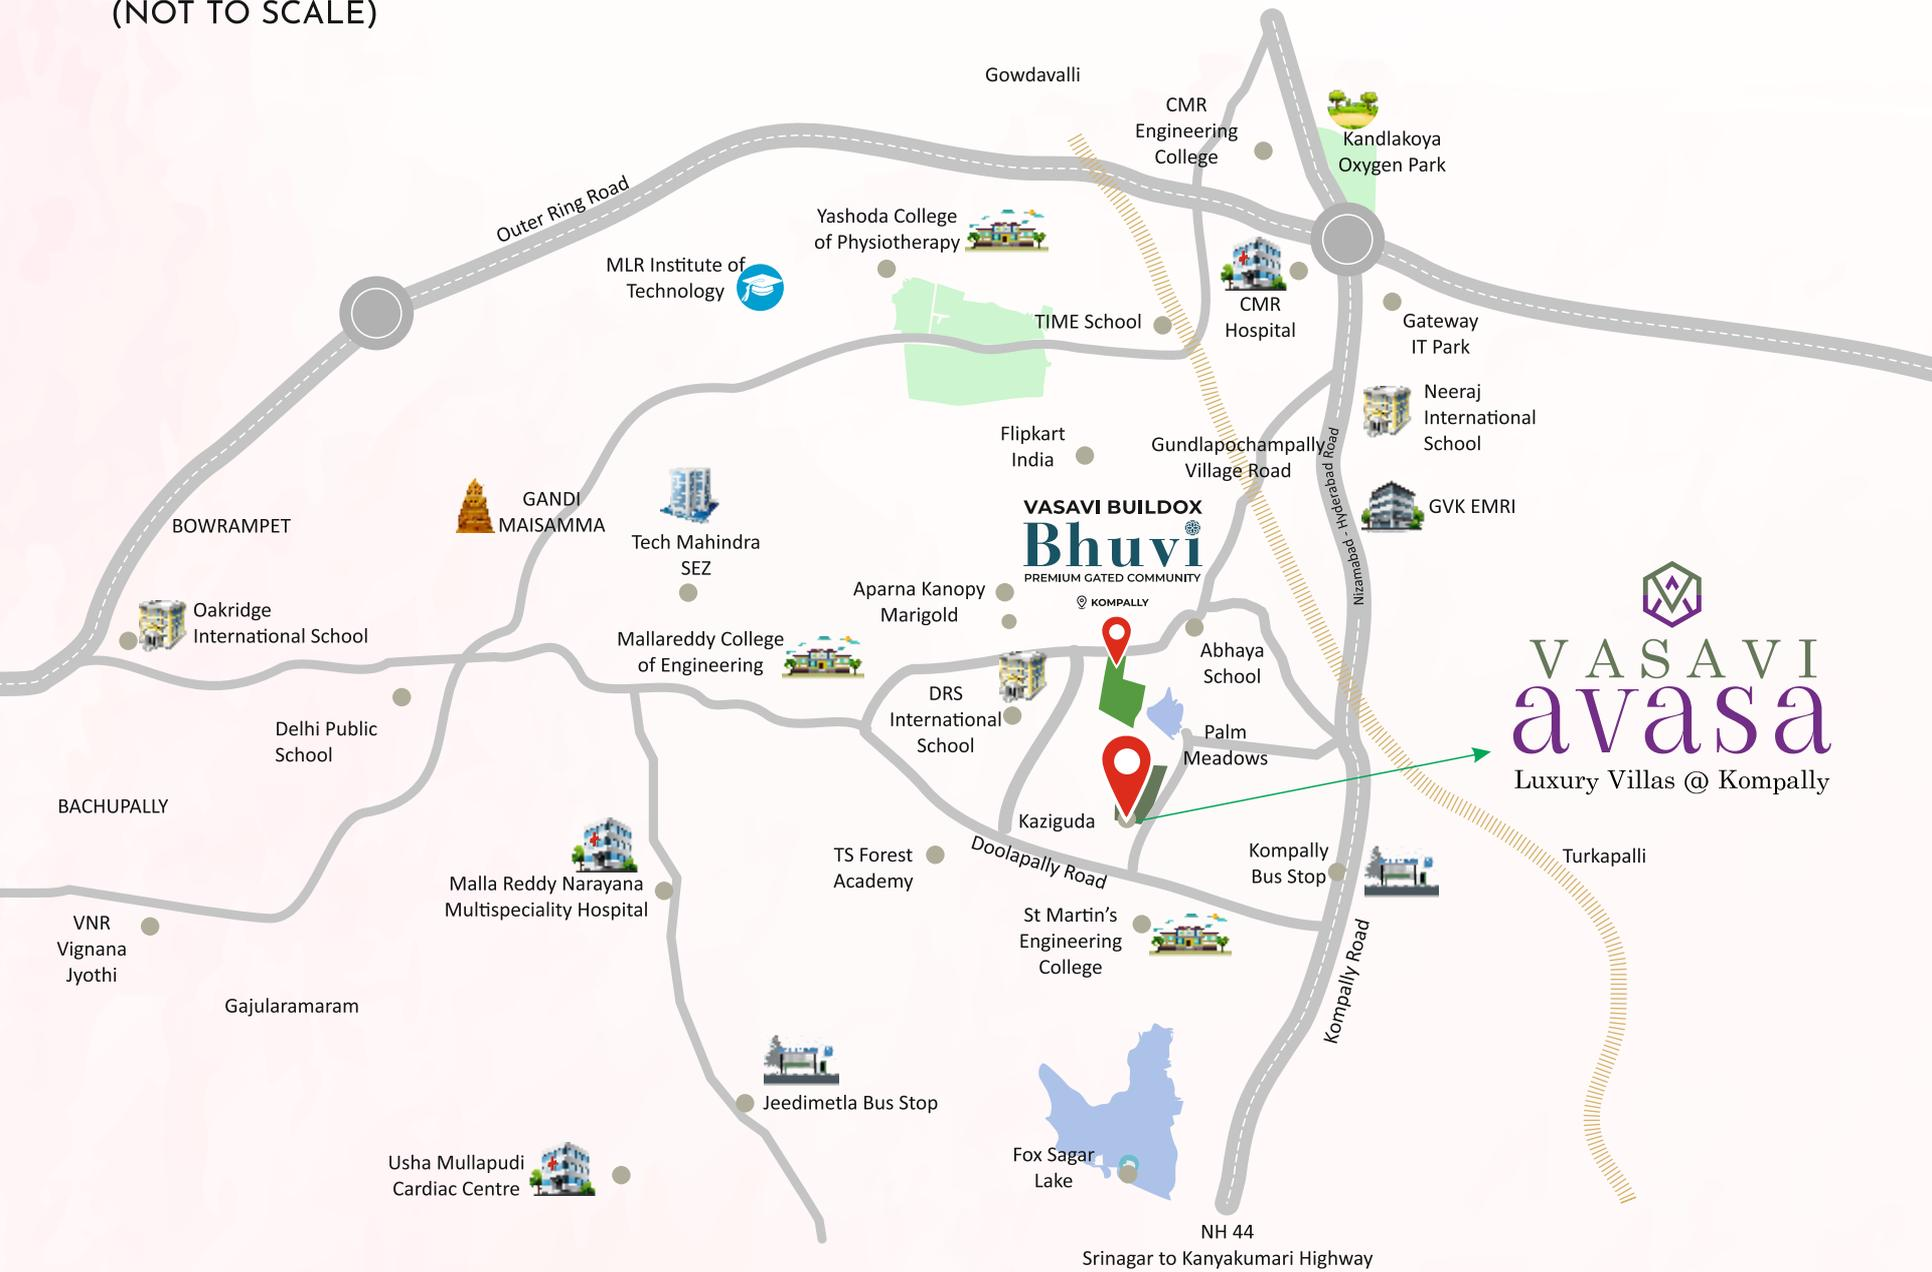 (NOT TO SCALE)
Gowdavalli
CMR
Engineering
College
Kandlakoya
Oxygen Park
Outer Ring Road
Yashoda College
of Physiotherapy
MLR Institute of
Technology
TIME School
CMR
Hospital
Gateway
IT Park
Neeraj
International
School
Flipkart
India
Gundlapochampally
Village Road
Nizamabad - Hyderabad Road
GVK EMRI
BOWRAMPET
GANDI
MAISAMMA
Tech Mahindra
SEZ
VASAVI BUILDOX
Bhuvi
PREMIUM GATED COMMUNITY
KOMPALLY
Aparna Kanopy
Marigold
Oakridge
International School
Mallareddy College
of Engineering
Abhaya
School
DRS
International
School
VASAVI
avasa
Luxury Villas @ Kompally
Delhi Public
School
Palm
Meadows
BACHUPALLY
Kaziguda
Doolapally Road
TS Forest
Academy
Kompally
Bus Stop
Turkapalli
Malla Reddy Narayana
Multispeciality Hospital
VNR
Vignana
Jyothi
St Martin’s
Engineering
College
Kompally Road
Gajularamaram
Jeedimetla Bus Stop
Usha Mullapudi
Cardiac Centre
Fox Sagar
Lake
NH 44
Srinagar to Kanyakumari Highway